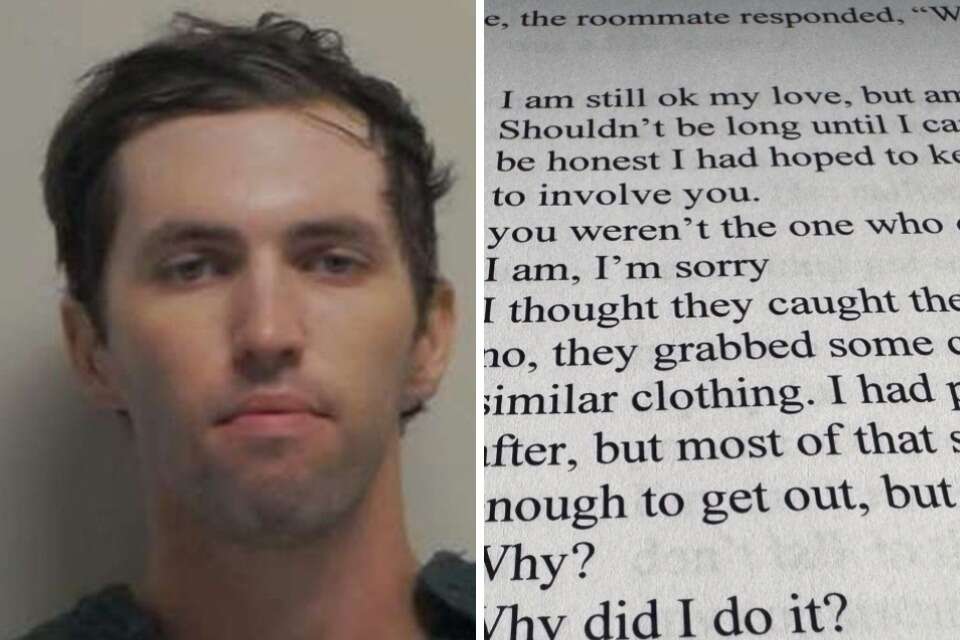 e, the roommate responded, “W
I am still ok my love, but am
Shouldn’t be long until I ca
be honest I had hoped to ke
to involve you.
you weren’t the one who
I am, I’m sorry
I thought they caught the
no, they grabbed some c
similar clothing. I had p
after, but most of that s
nough to get out, but
Why?
Why did I do it?